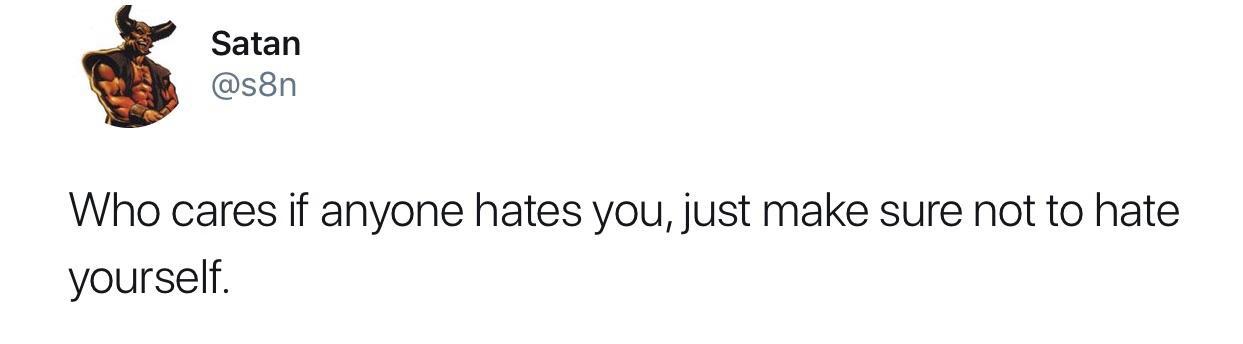 Satan
@s8n
Who cares if anyone hates you, just make sure not to hate
yourself.